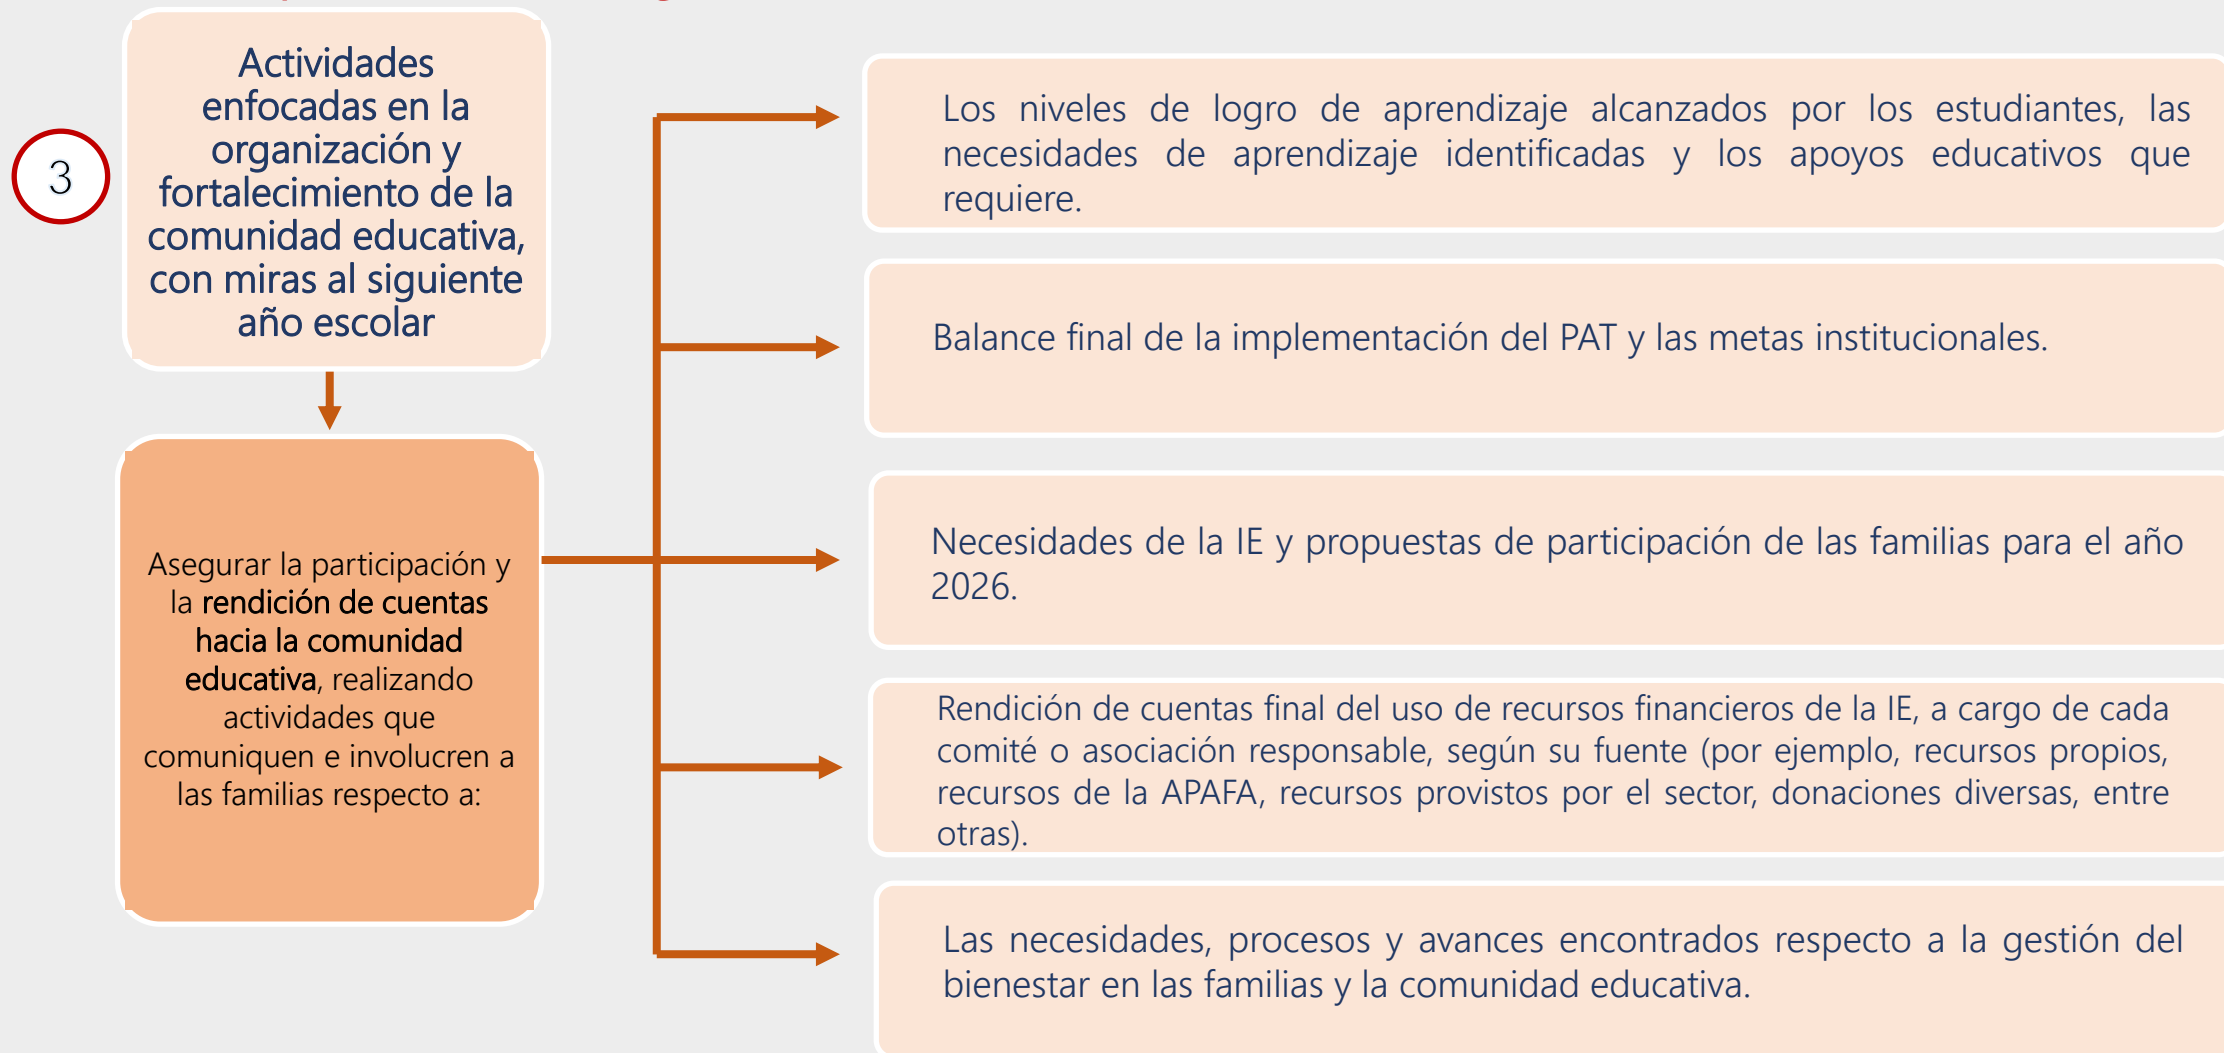 3
Actividades
enfocadas en la
organización y
fortalecimiento de la
comunidad educativa,
con miras al siguiente
año escolar
Asegurar la participación y
la rendición de cuentas
hacia la comunidad
educativa, realizando
actividades que
comuniquen e involucren a
las familias respecto a:
Los niveles de logro de aprendizaje alcanzados por los estudiantes, las
necesidades de aprendizaje identificadas y los apoyos educativos que
requiere.
Balance final de la implementación del PAT y las metas institucionales.
Necesidades de la IE y propuestas de participación de las familias para el año
2026.
Rendición de cuentas final del uso de recursos financieros de la IE, a cargo de cada
comité o asociación responsable, según su fuente (por ejemplo, recursos propios,
recursos de la APAFA, recursos provistos por el sector, donaciones diversas, entre
otras).
Las necesidades, procesos y avances encontrados respecto a la gestión del
bienestar en las familias y la comunidad educativa.